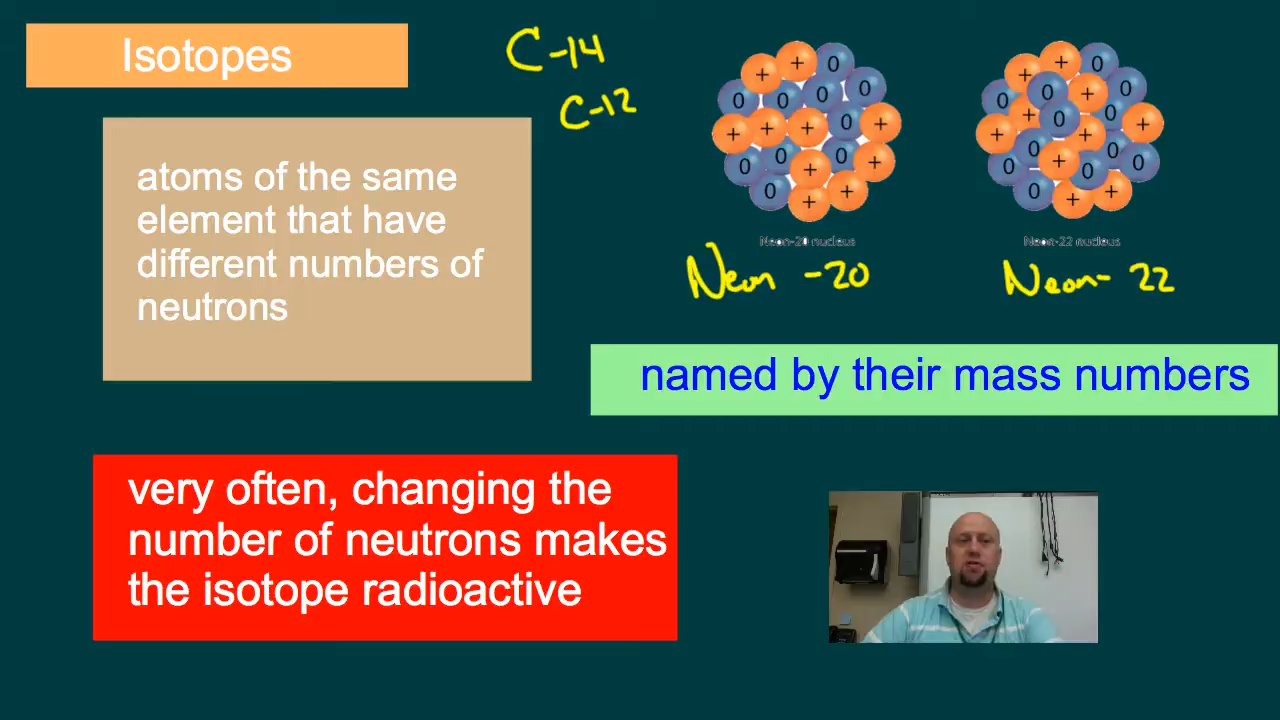 Isotopes
C-14
C-12
atoms of the same
element that have
different numbers of
neutrons
Neon-20 nucleus
Neon-22 nucleus
Neon -20
Neon- 22
named by their mass numbers
very often, changing the
number of neutrons makes
the isotope radioactive